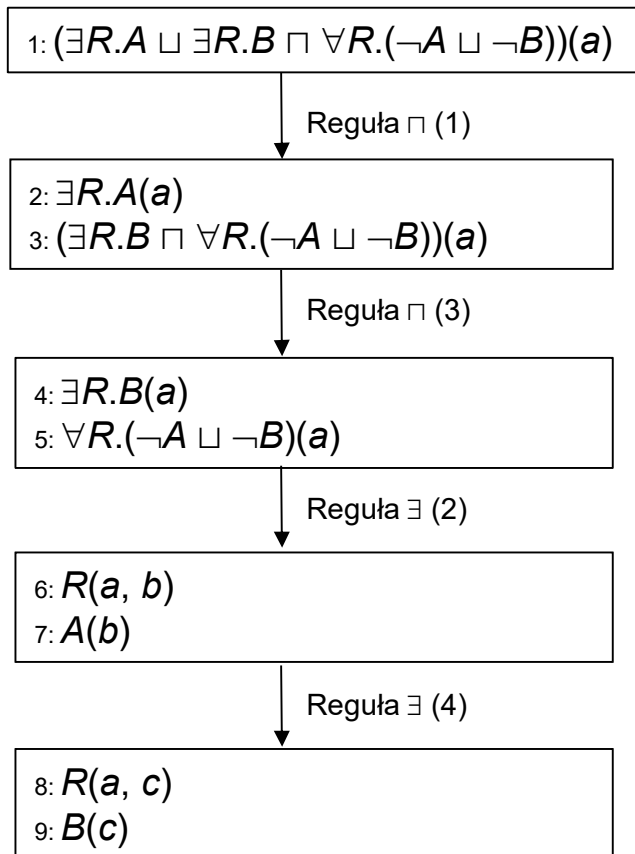 1: (∃R.A ⊔ ∃R.B ⊓ ∀R.(¬A ⊔ ¬B))(a)
Reguła ⊓ (1)
2: ∃R.A(a)
3: (∃R.B ⊓ ∀R.(¬A ⊔ ¬B))(a)
Reguła ⊓ (3)
4: ∃R.B(a)
5: ∀R.(¬A ⊔ ¬B)(a)
Reguła ∃ (2)
6: R(a, b)
7: A(b)
Reguła ∃ (4)
8: R(a, c)
9: B(c)